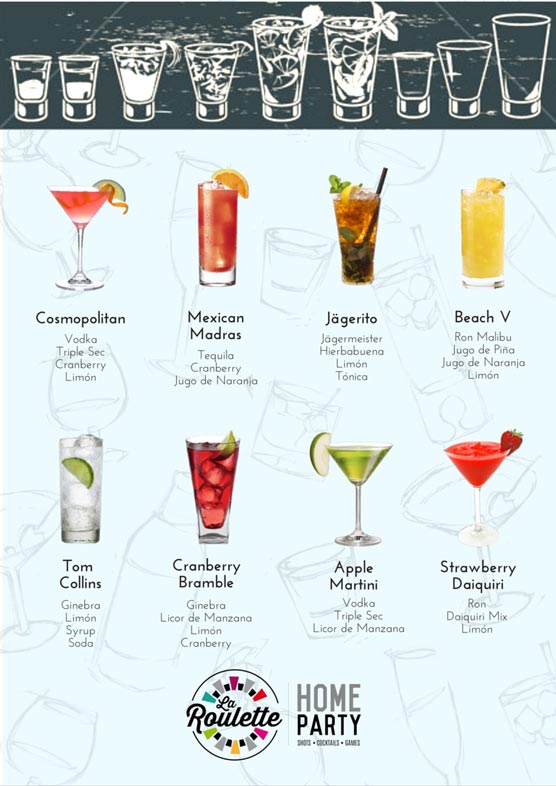 Cosmopolitan
Vodka
Triple Sec
Cranberry
Limón
Mexican
Madras
Tequila
Cranberry
Jugo de Naranja
Jägerito
Jägermeister
Hierbabuena
Limón
Tónica
Beach V
Ron Malibu
Jugo de Piña
Jugo de Naranja
Limón
Tom
Collins
Ginebra
Limón
Syrup
Soda
Cranberry
Bramble
Ginebra
Licor de Manzana
Limón
Cranberry
Apple
Martini
Vodka
Triple Sec
Licor de Manzana
Strawberry
Daiquiri
Ron
Daiquiri Mix
Limón
La
Roulette
HOME
PARTY
SHOTS • COCKTAILS • GAMES